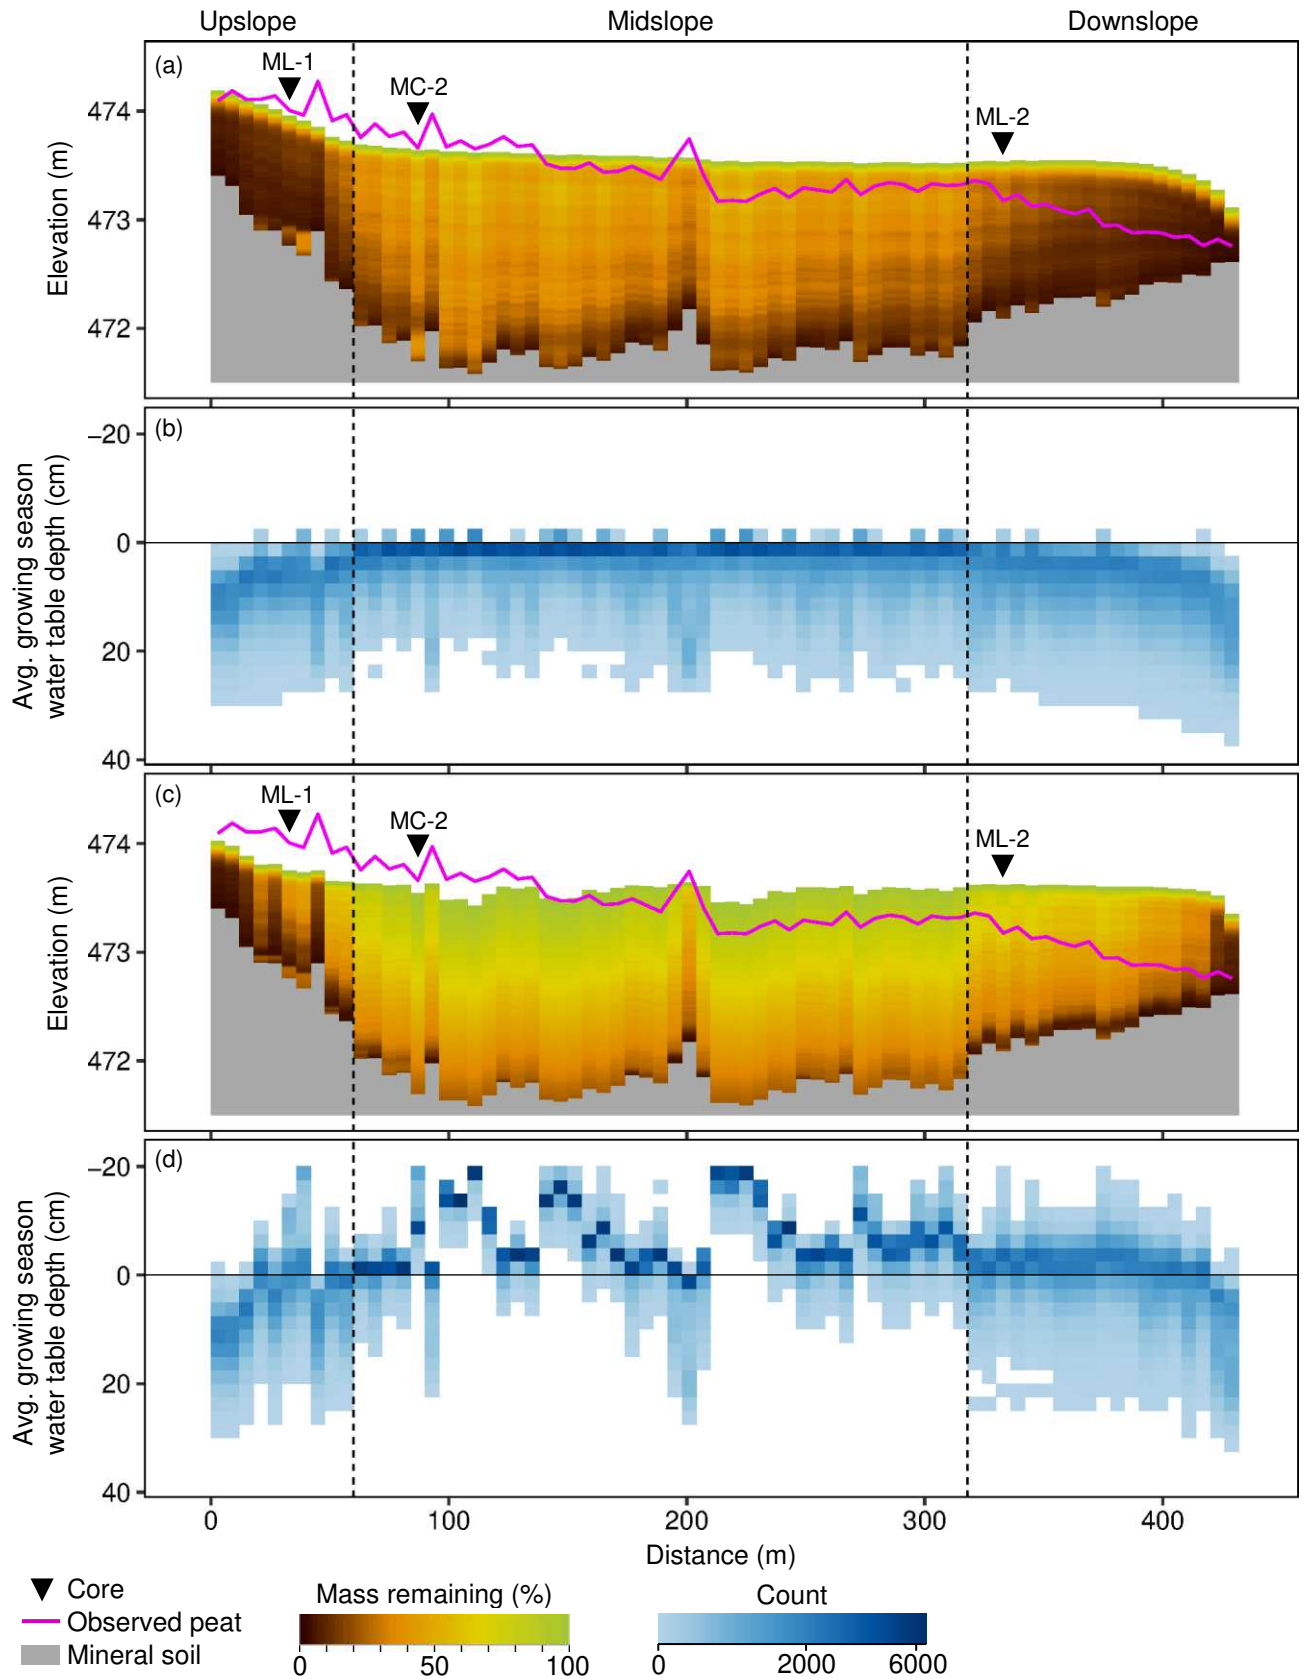 Upslope Midslope Downslope
(a)
ML-1
MC-2
ML-2
474
473
472
Elevation (m)
(b)
−20
0
20
40
Avg. growing season
water table depth (cm)
(c)
ML-1
MC-2
ML-2
474
473
472
Elevation (m)
(d)
−20
0
20
40
Avg. growing season
water table depth (cm)
0 100 200 300 400
Distance (m)
Core
Observed peat
Mineral soil
Mass remaining (%)
0 50 100
Count
0 2000 6000